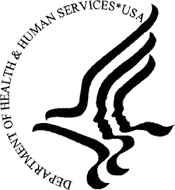 DEPARTMENT OF HEALTH & HUMAN SERVICES*USA